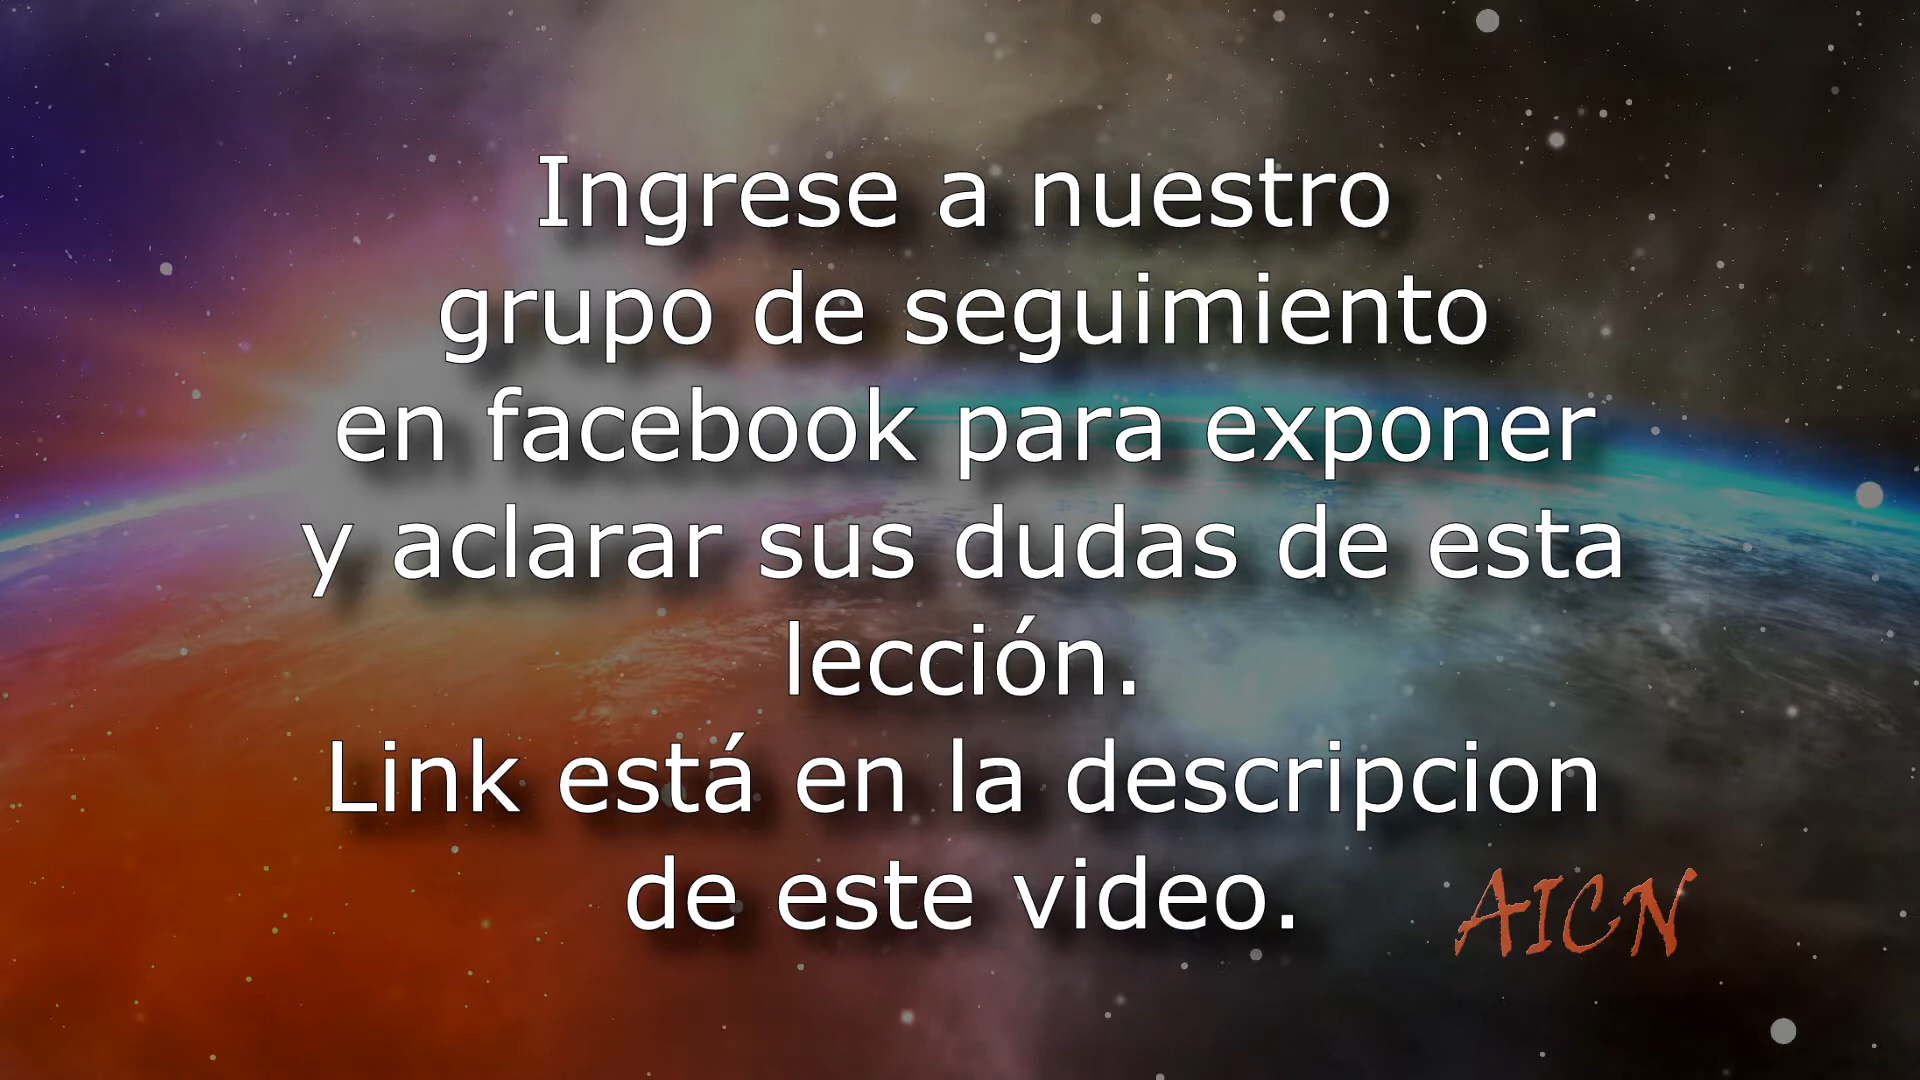 Ingrese a nuestro
grupo de seguimiento
en facebook para exponer
y aclarar sus dudas de esta
lección.
Link está en la descripcion
de este video.
AICN